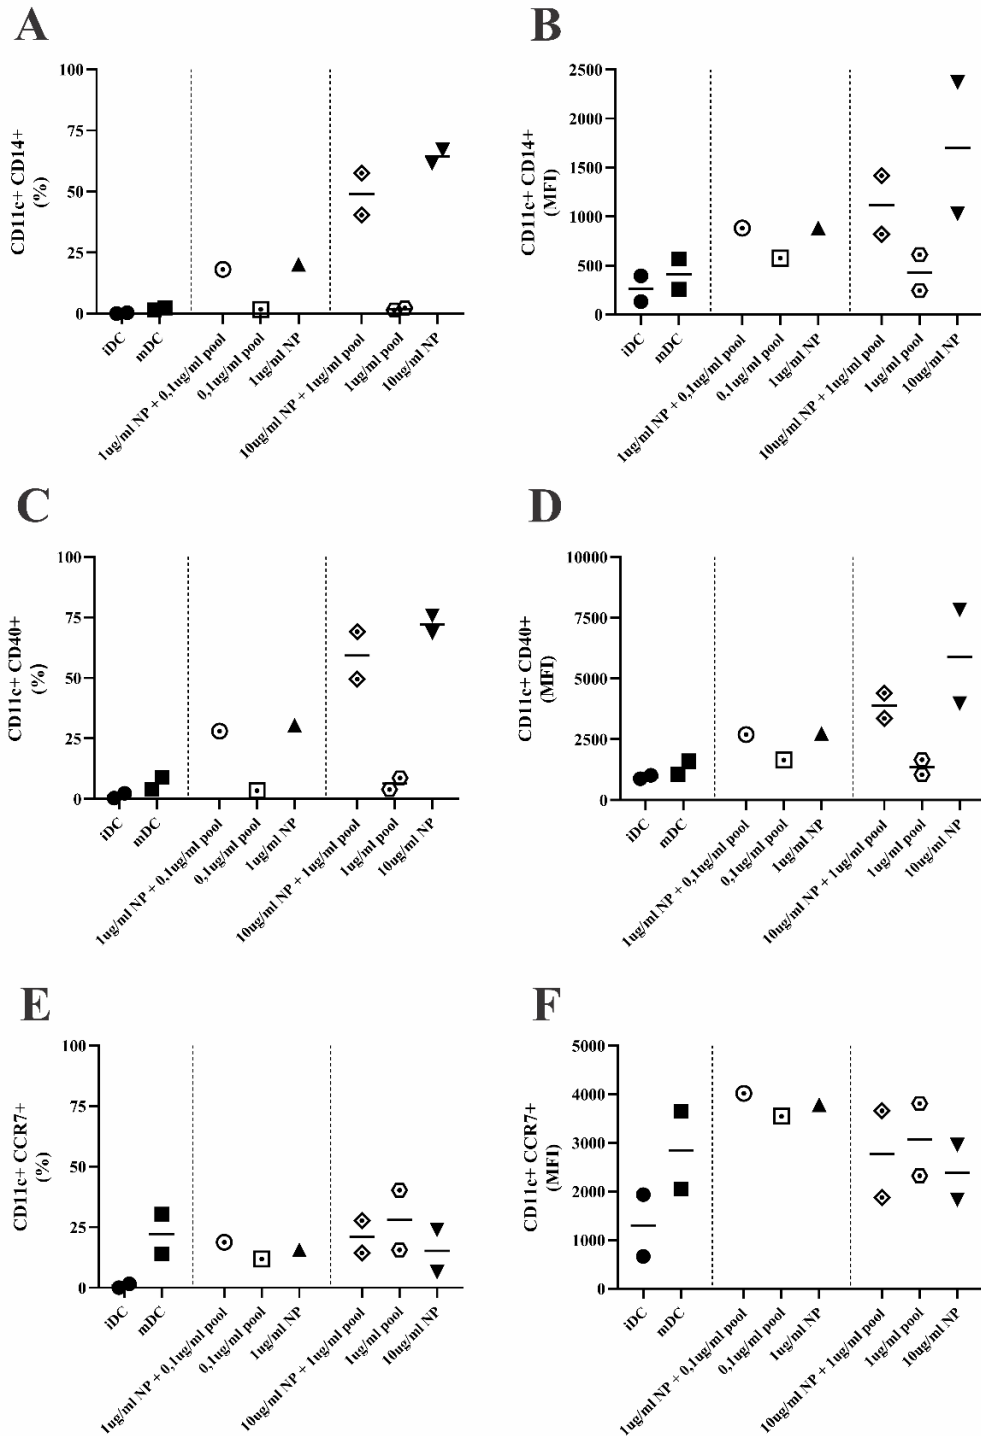 A
CD11c+ CD14+
(%)
100
75
50
25
0
iDC
mDC
1ug/ml NP + 0,1ug/ml pool
0,1ug/ml pool
1ug/ml NP
10ug/ml NP + 1ug/ml pool
1ug/ml pool
10ug/ml NP
B
CD11c+ CD14+
(MFI)
2500
2000
1500
1000
500
0
iDC
mDC
1ug/ml NP + 0,1ug/ml pool
0,1ug/ml pool
1ug/ml NP
10ug/ml NP + 1ug/ml pool
1ug/ml pool
10ug/ml NP
C
CD11c+ CD40+
(%)
100
75
50
25
0
iDC
mDC
1ug/ml NP + 0,1ug/ml pool
0,1ug/ml pool
1ug/ml NP
10ug/ml NP + 1ug/ml pool
1ug/ml pool
10ug/ml NP
D
CD11c+ CD40+
(MFI)
10000
7500
5000
2500
0
iDC
mDC
1ug/ml NP + 0,1ug/ml pool
0,1ug/ml pool
1ug/ml NP
10ug/ml NP + 1ug/ml pool
1ug/ml pool
10ug/ml NP
E
CD11c+ CCR7+
(%)
100
75
50
25
0
iDC
mDC
1ug/ml NP + 0,1ug/ml pool
0,1ug/ml pool
1ug/ml NP
10ug/ml NP + 1ug/ml pool
1ug/ml pool
10ug/ml NP
F
CD11c+ CCR7+
(MFI)
5000
4000
3000
2000
1000
0
iDC
mDC
1ug/ml NP + 0,1ug/ml pool
0,1ug/ml pool
1ug/ml NP
10ug/ml NP + 1ug/ml pool
1ug/ml pool
10ug/ml NP